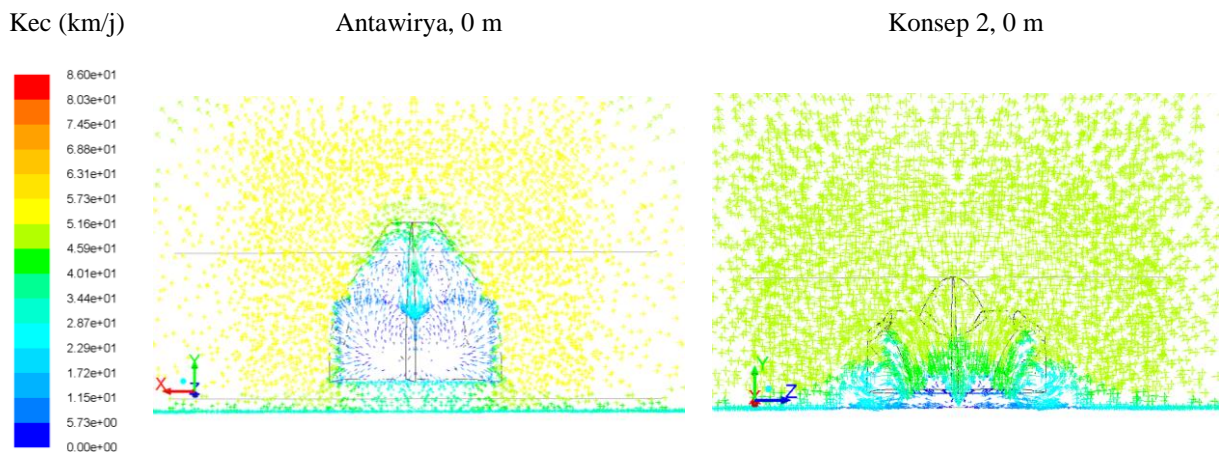 Kec (km/j)
Antawirya, 0 m
Konsep 2, 0 m
8.60e+01
8.03e+01
7.45e+01
6.88e+01
6.31e+01
5.73e+01
5.16e+01
4.59e+01
4.01e+01
3.44e+01
2.87e+01
2.29e+01
1.72e+01
1.15e+01
5.73e+00
0.00e+00
Y
X
Z
Y
X
Z